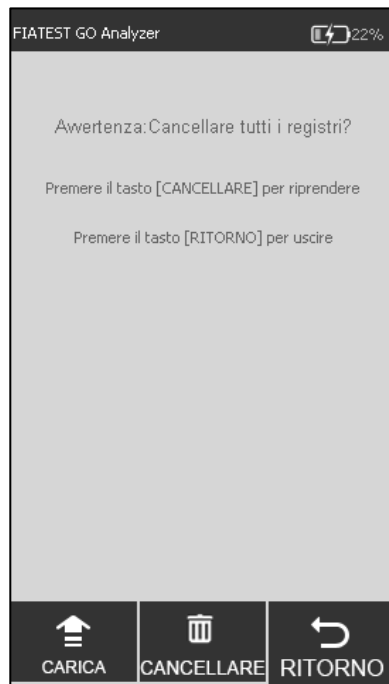 FIATEST GO Analyzer 22%
Avvertenza:Cancellare tutti i registri?
Premere il tasto [CANCELLARE] per riprendere
Premere il tasto [RITORNO] per uscire
CARICA CANCELLARE RITORNO